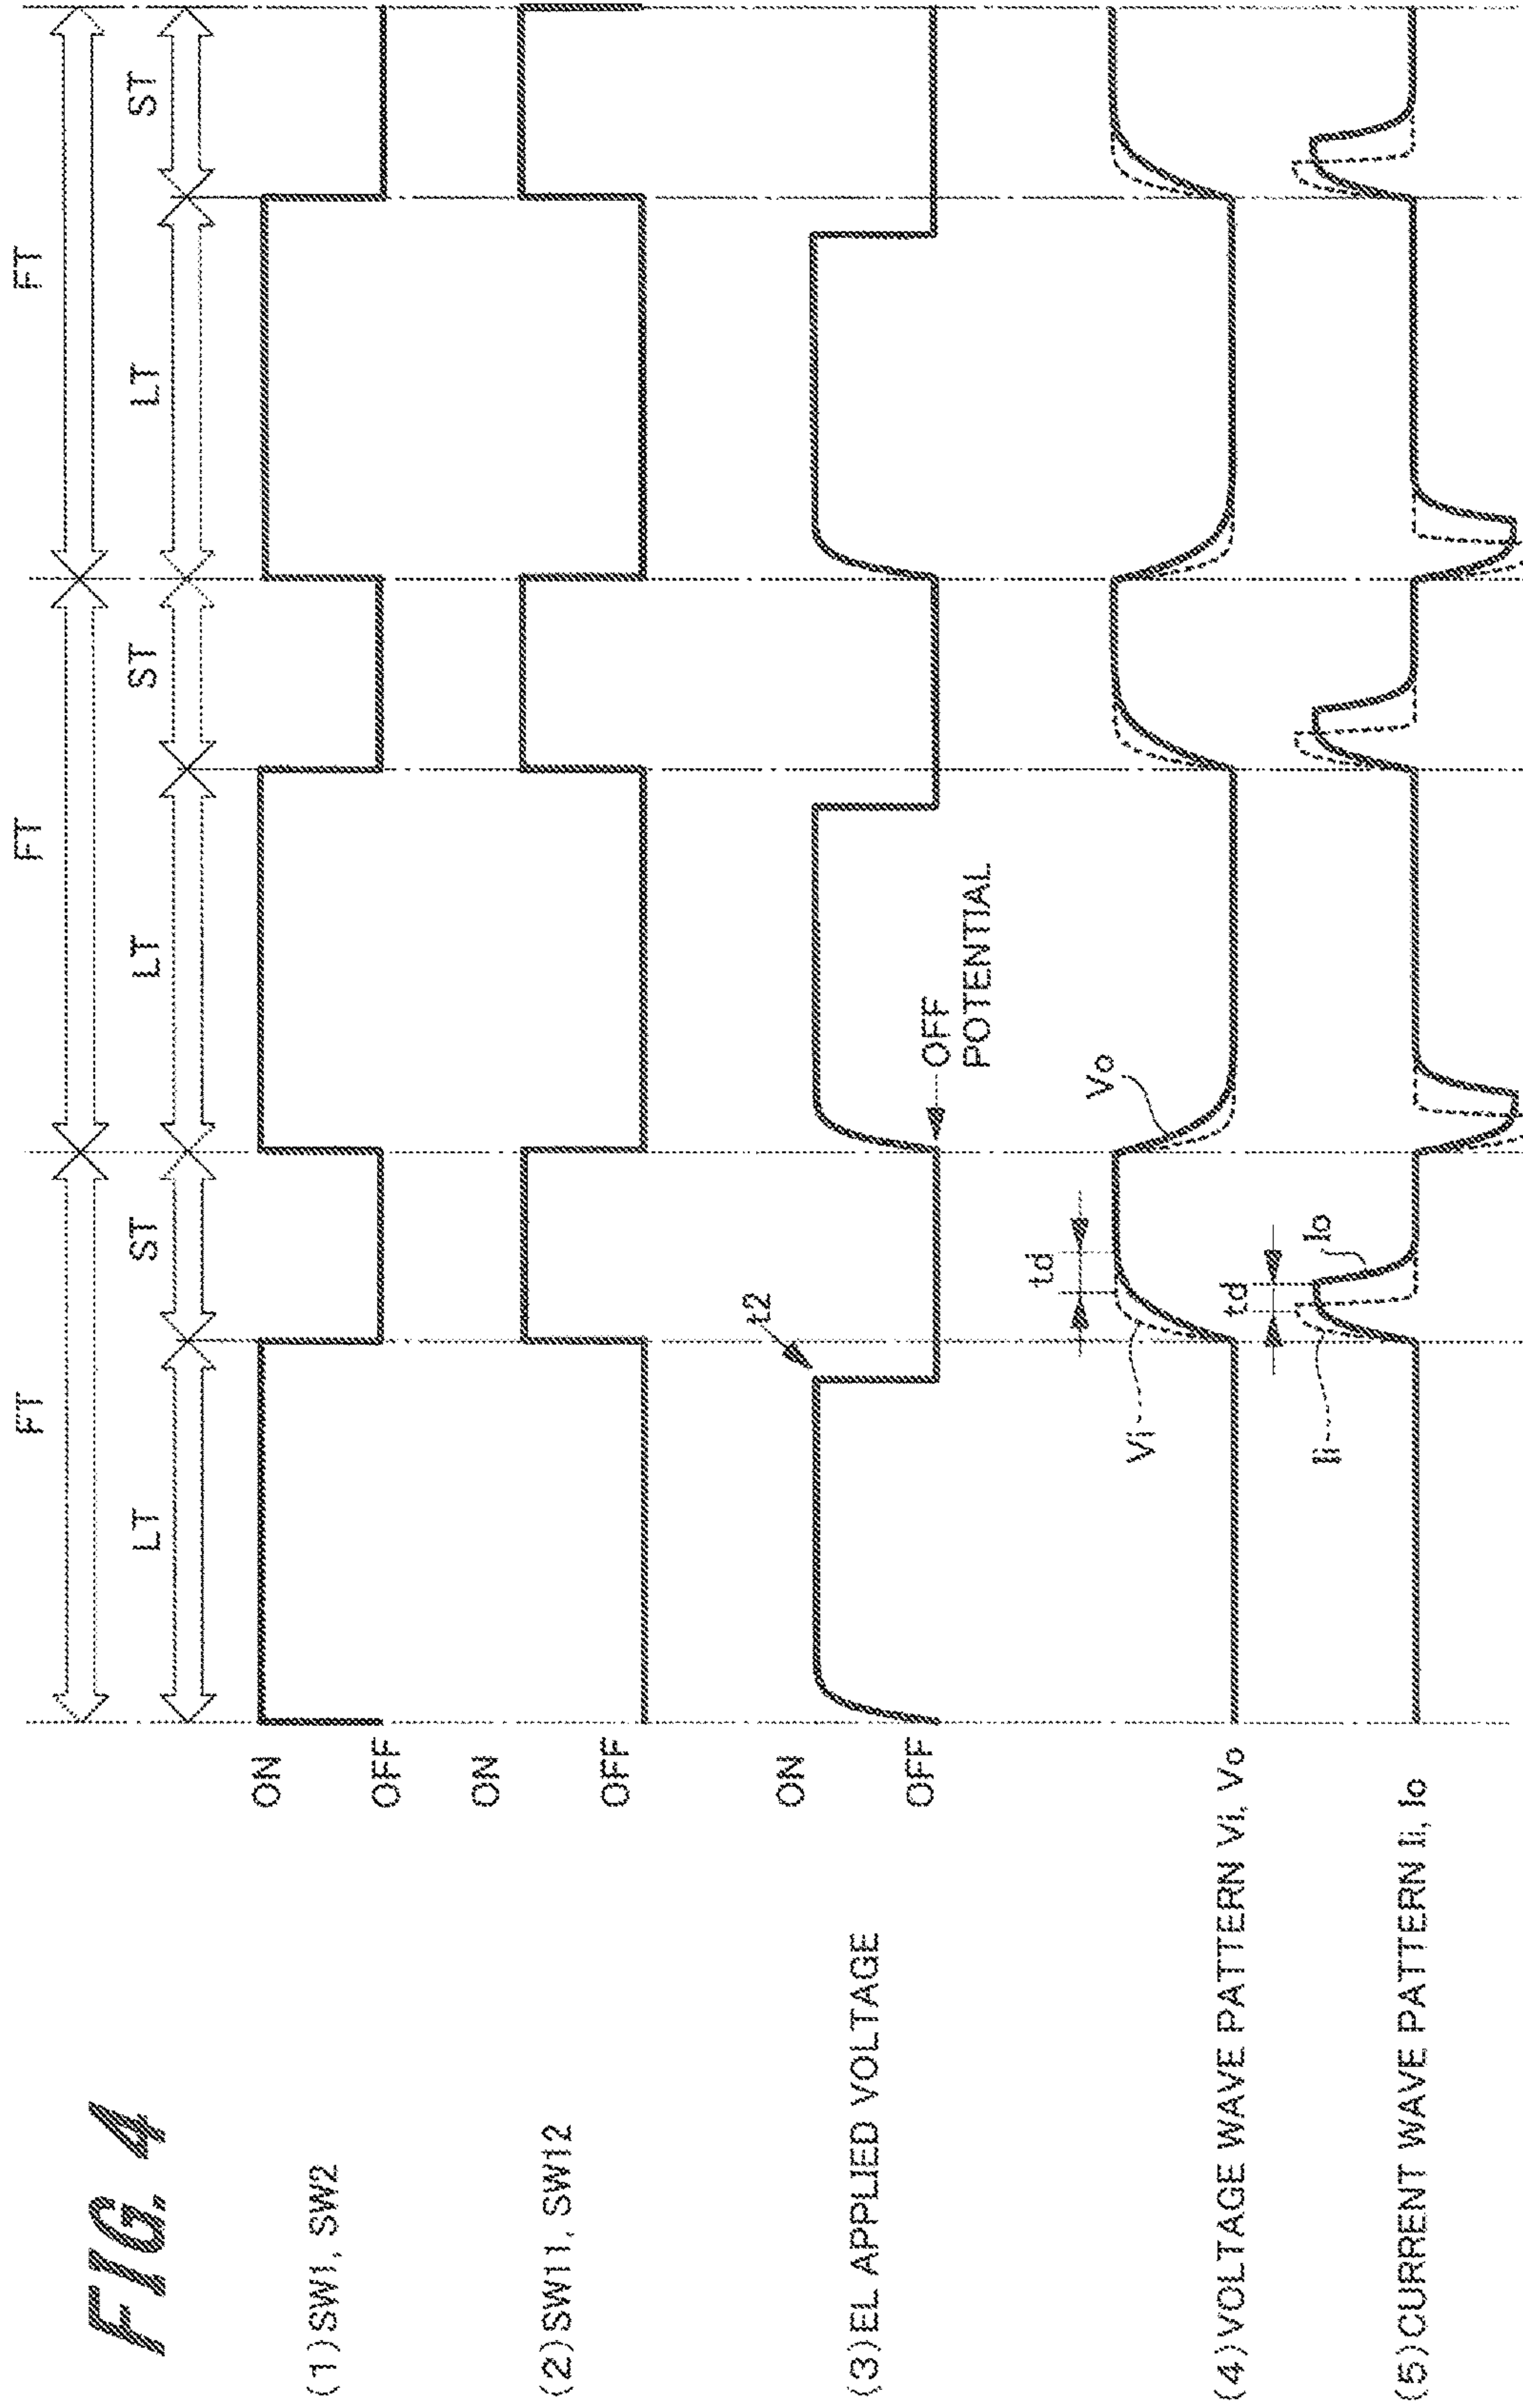 FIG. 4
FT
FT
FT
LT
ST
LT
ST
LT
ST
(1)SW1, SW2
ON
OFF
(2)SW11, SW12
ON
OFF
(3)EL APPLIED VOLTAGE
ON
OFF
t2
OFF
POTENTIAL
(4)VOLTAGE WAVE PATTERN Vi, Vo
Vi
td
Vo
(5)CURRENT WAVE PATTERN Ii, Io
Ii
td
Io